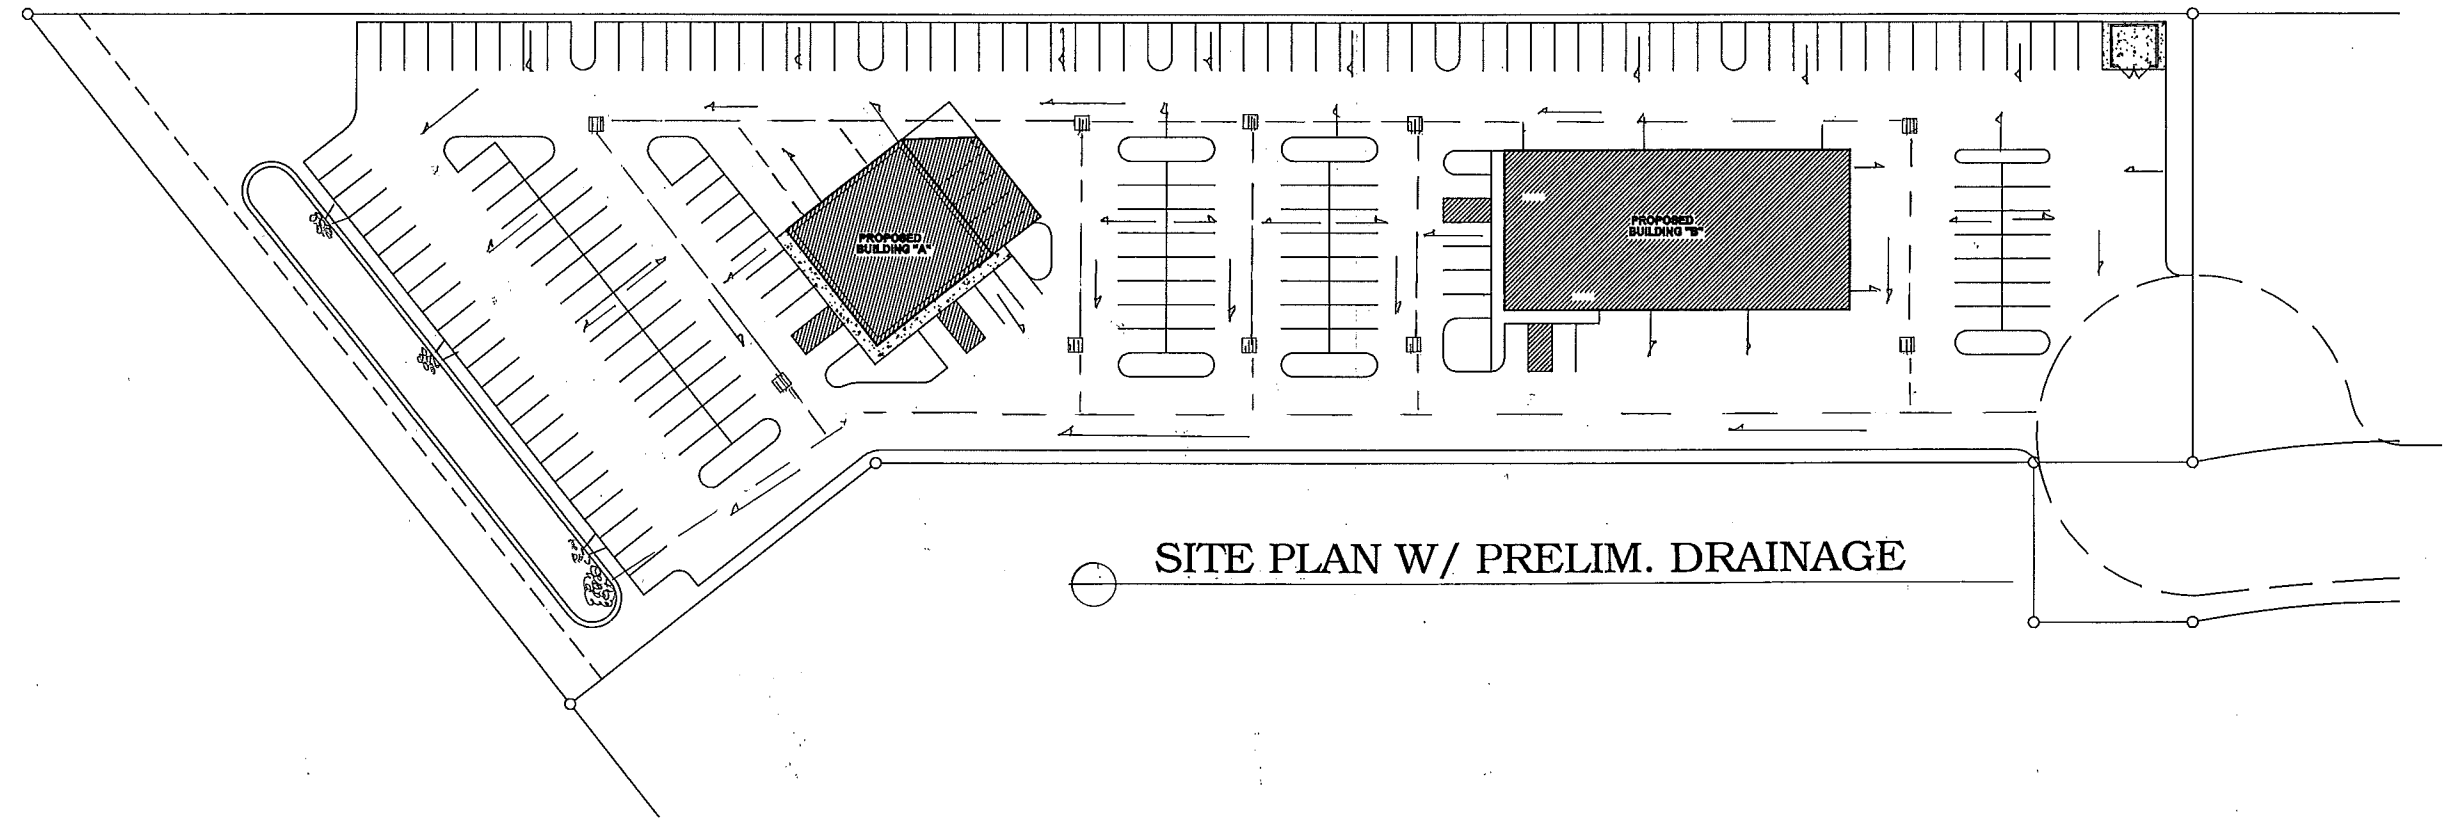 PROPOSED
BUILDING "A"
PROPOSED
BUILDING "B"
SITE PLAN W/ PRELIM. DRAINAGE